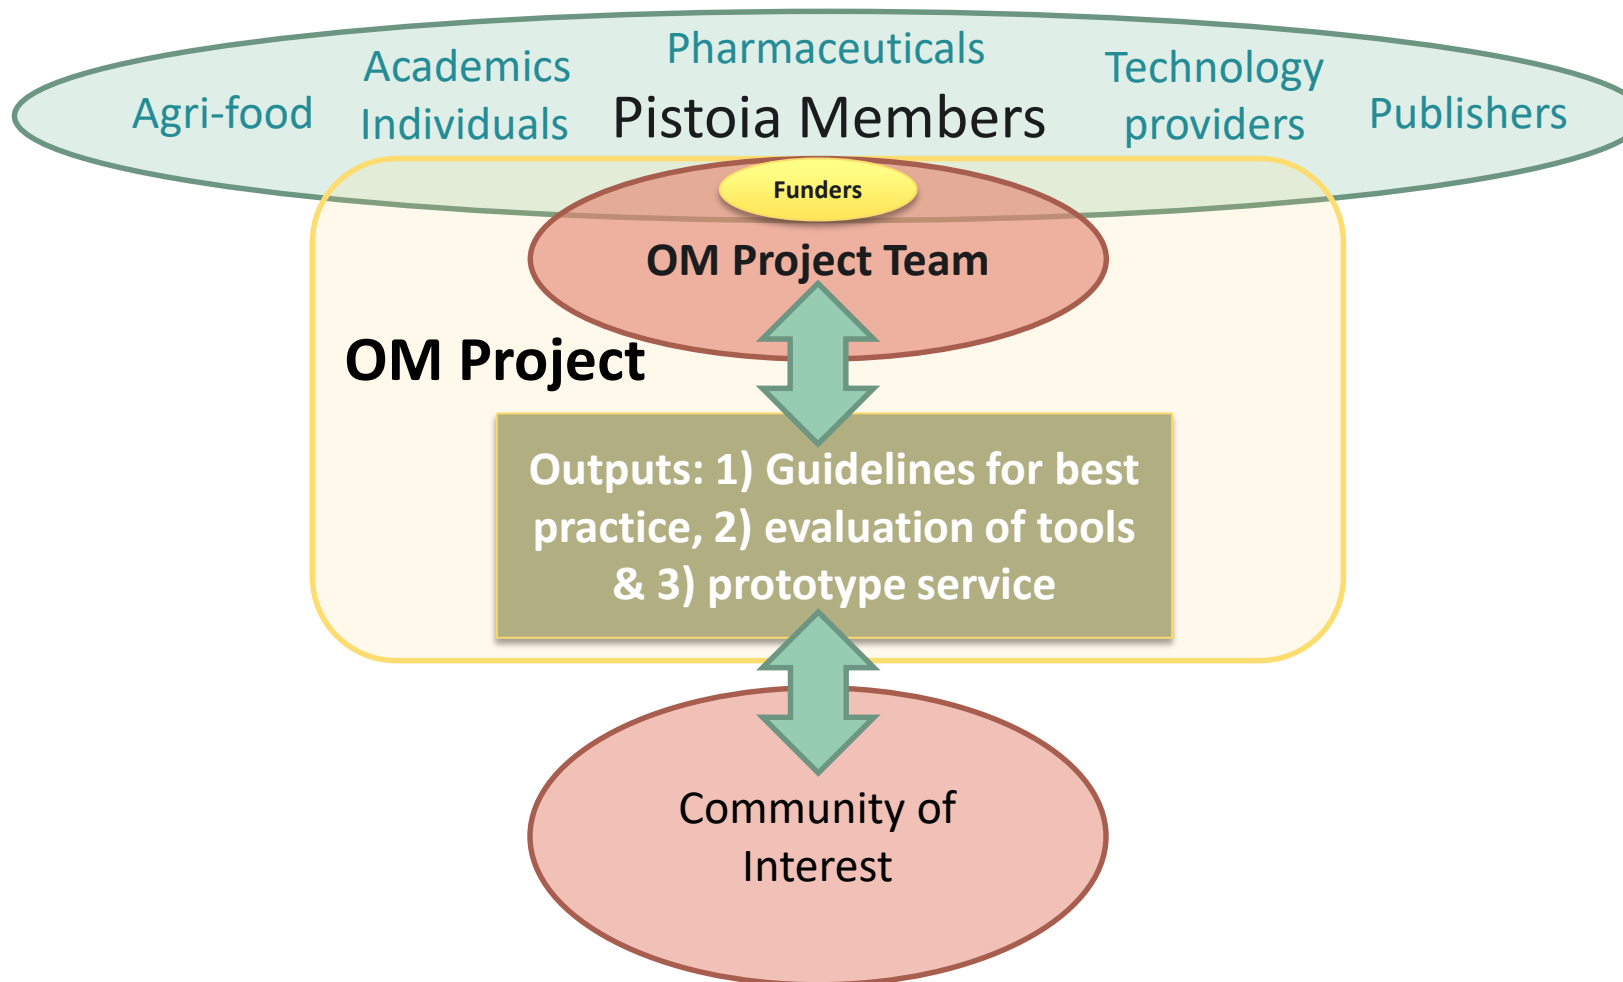 Pharmaceuticals
Academics
Individuals
Agri-food
Pistoia Members
Technology
providers
Publishers
Funders
OM Project Team
OM Project
Outputs: 1) Guidelines for best
practice, 2) evaluation of tools
& 3) prototype service
Community of
Interest